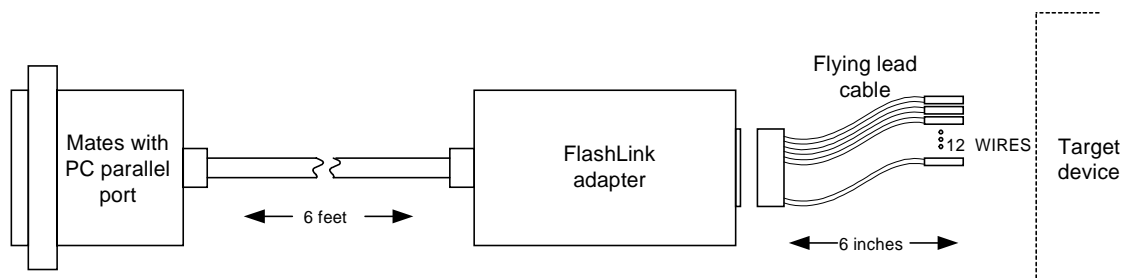 Mates with
PC parallel
port
6 feet
FlashLink
adapter
Flying lead
cable
12 WIRES
6 inches
Target
device